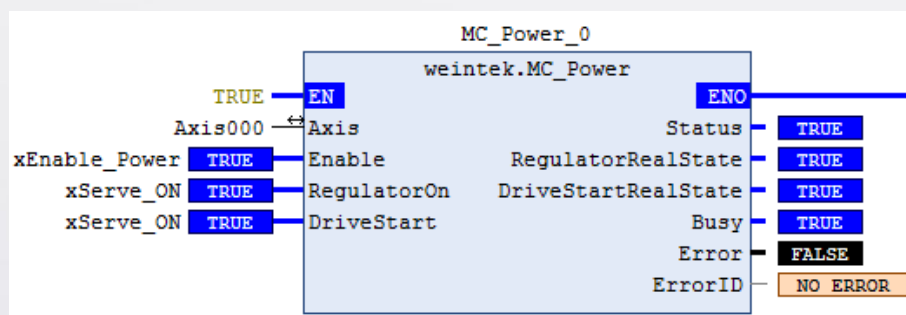 MC_Power_0
weintek.MC_Power
TRUE EN ENO
Axis000 Axis Status TRUE
xEnable_Power TRUE Enable RegulatorRealState TRUE
xServe_ON TRUE RegulatorOn DriveStartRealState TRUE
xServe_ON TRUE DriveStart Busy TRUE
Error FALSE
ErrorID NO ERROR